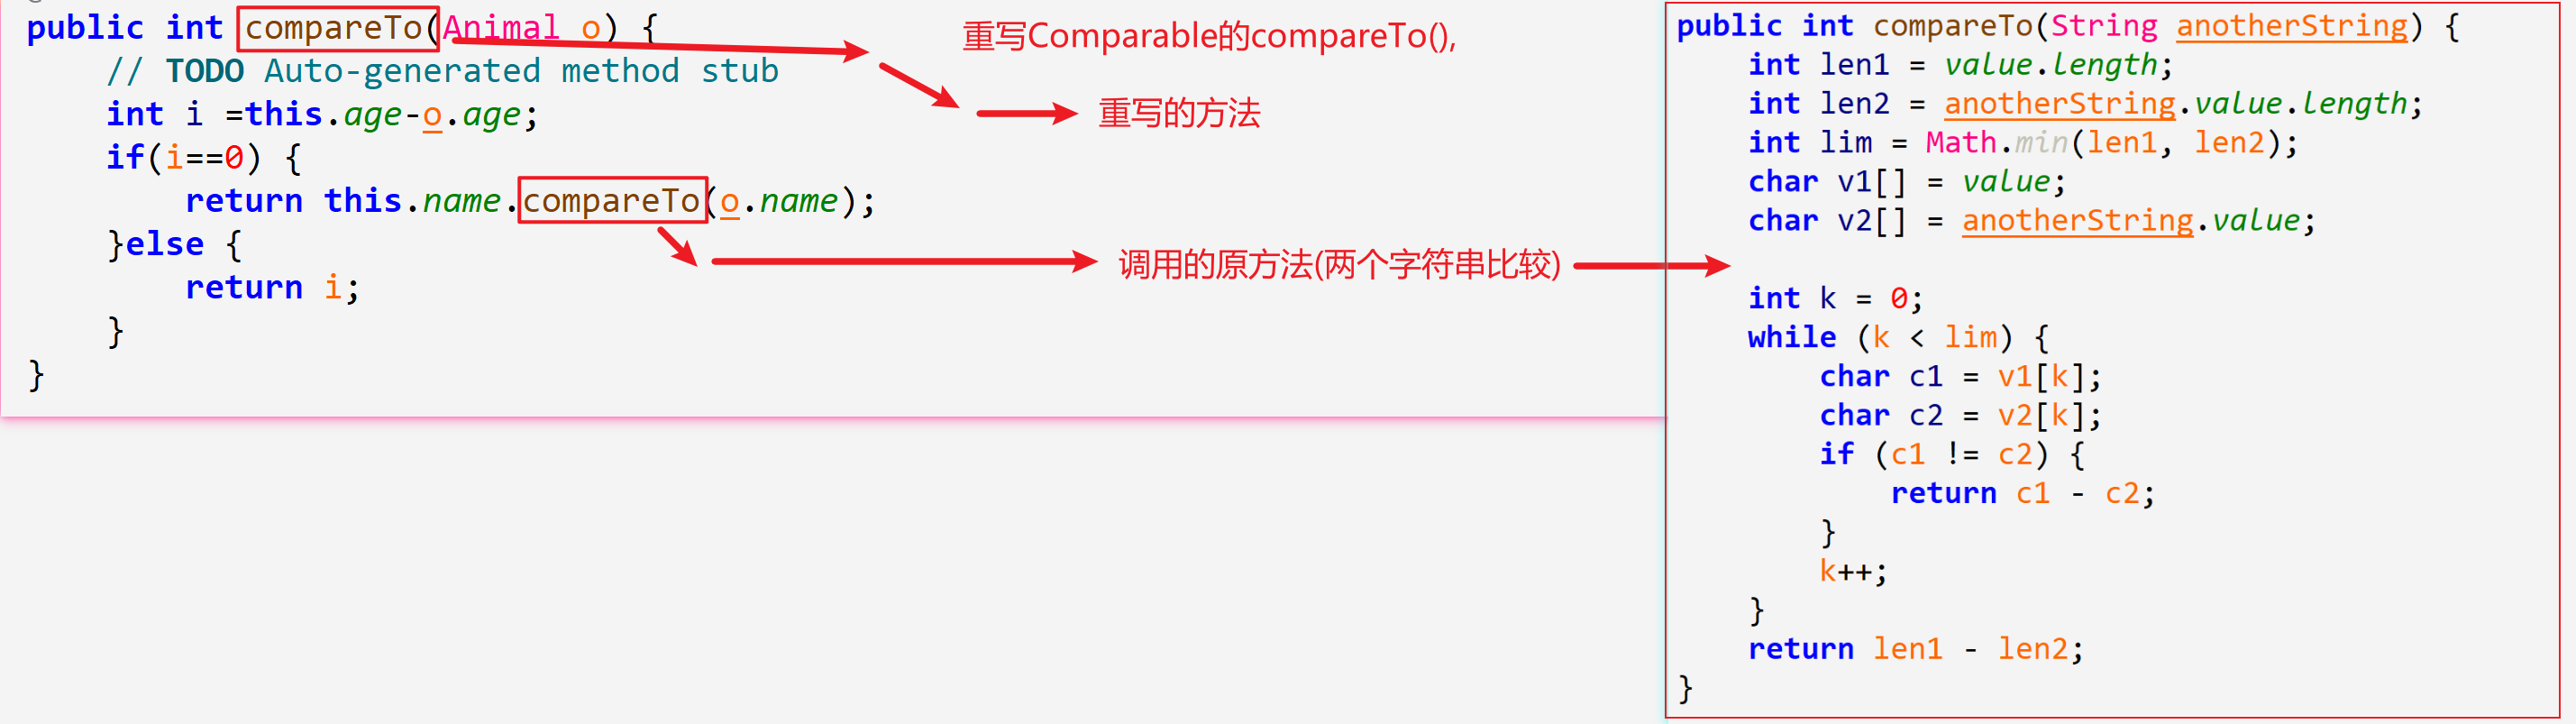 public int compareTo(Animal o) {
// TODO Auto-generated method stub
int i =this.age-o.age;
if(i==0) {
return this.name.compareTo(o.name);
}else {
return i;
}
}
重写Comparable的compareTo(),
重写的方法
调用的原方法(两个字符串比较)
public int compareTo(String anotherString) {
int len1 = value.length;
int len2 = anotherString.value.length;
int lim = Math.min(len1, len2);
char v1[] = value;
char v2[] = anotherString.value;
int k = 0;
while (k < lim) {
char c1 = v1[k];
char c2 = v2[k];
if (c1 != c2) {
return c1 - c2;
}
k++;
}
return len1 - len2;
}